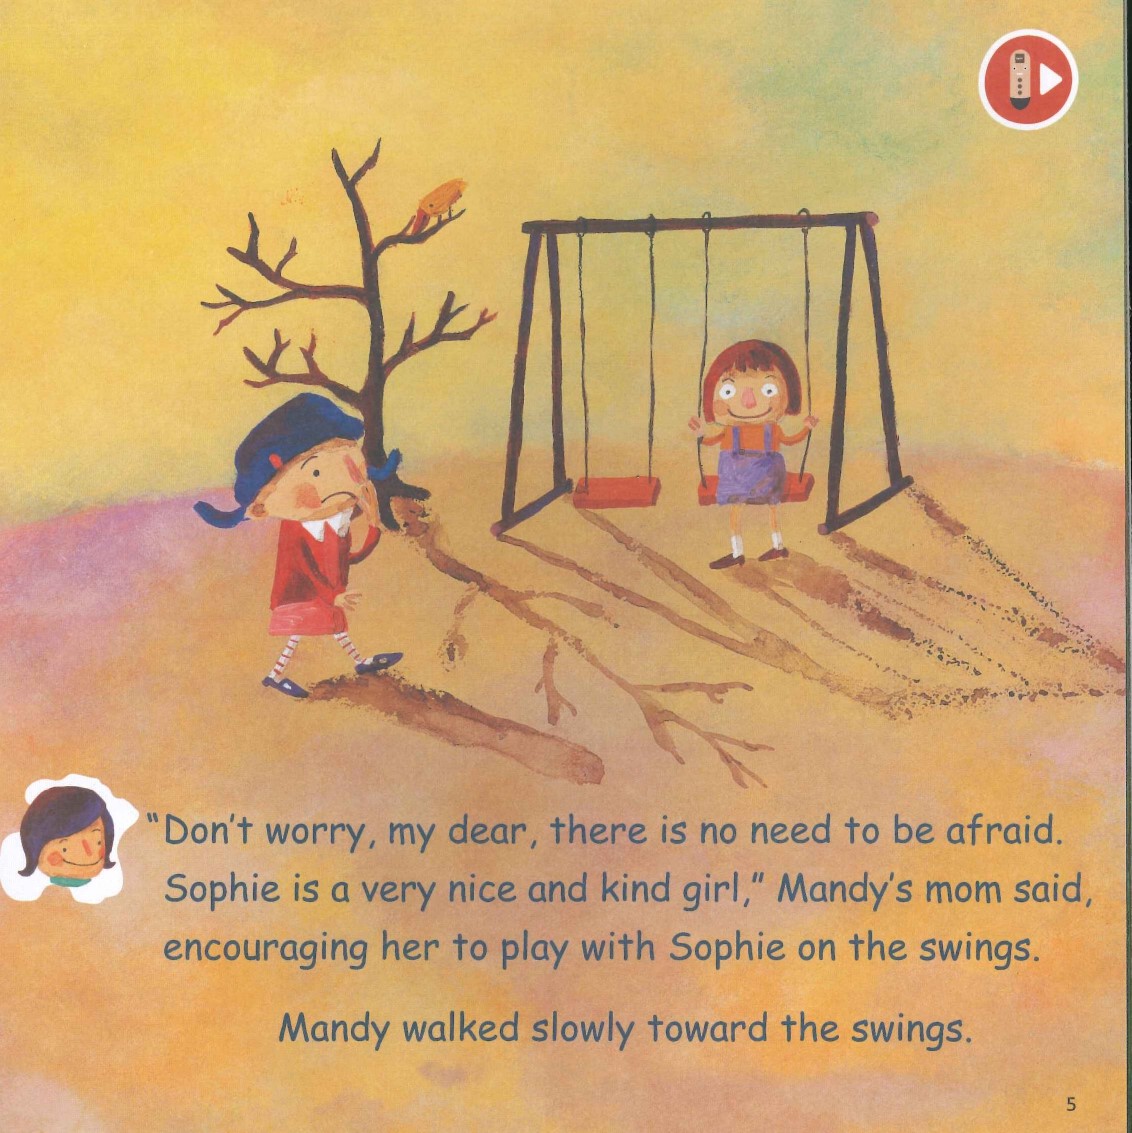 “Don’t worry, my dear, there is no need to be afraid.
Sophie is a very nice and kind girl,” Mandy’s mom said,
encouraging her to play with Sophie on the swings.
Mandy walked slowly toward the swings.
5